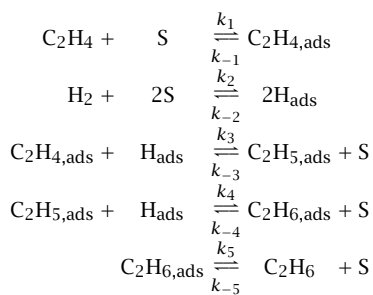 C2H4 + S k1 ⇌ k−1 C2H4,ads
H2 + 2S k2 ⇌ k−2 2Hads
C2H4,ads + Hads k3 ⇌ k−3 C2H5,ads + S
C2H5,ads + Hads k4 ⇌ k−4 C2H6,ads + S
C2H6,ads k5 ⇌ k−5 C2H6 + S